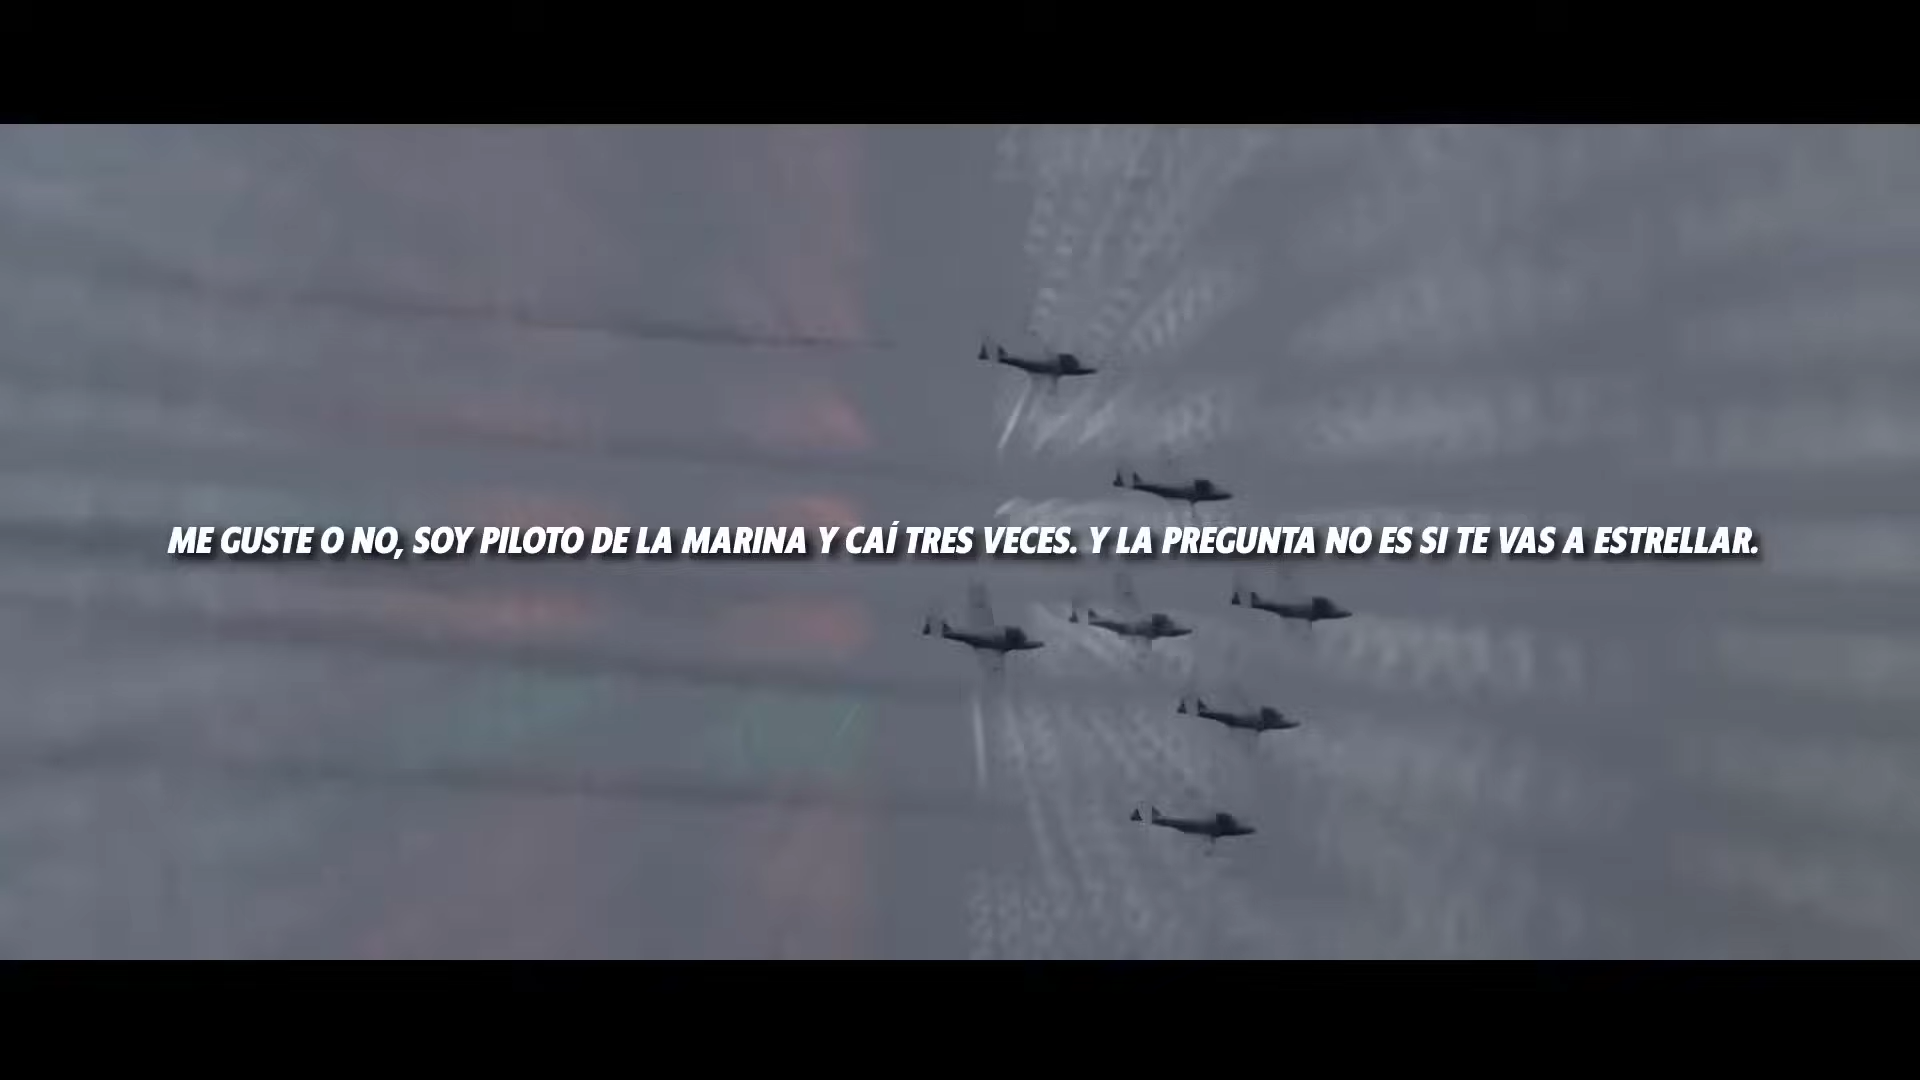 ME GUSTE O NO, SOY PILOTO DE LA MARINA Y CAÍ TRES VECES. Y LA PREGUNTA NO ES SI TE VAS A ESTRELLAR.